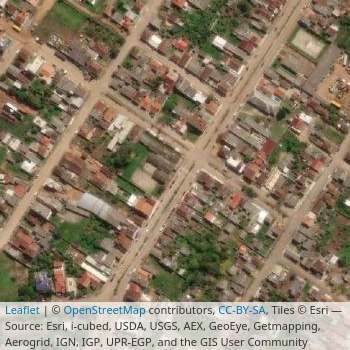 Leaflet | © OpenStreetMap contributors, CC-BY-SA, Tiles © Esri —
Source: Esri, i-cubed, USDA, USGS, AEX, GeoEye, Getmapping,
Aerogrid, IGN, IGP, UPR-EGP, and the GIS User Community